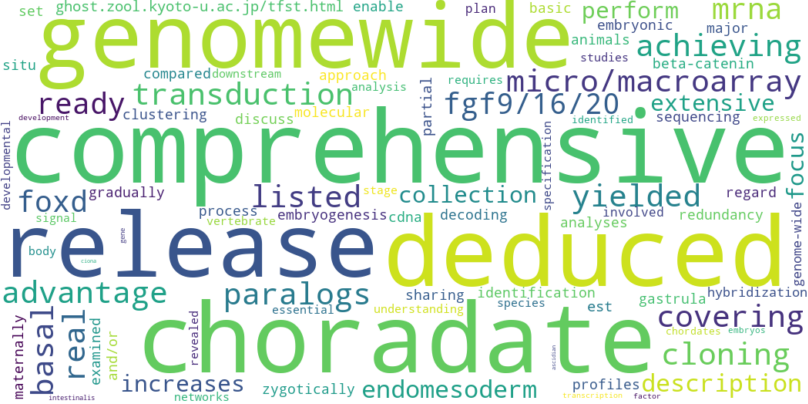 set ghost.zool.kyoto-u.ac.jp/tfst.html enable plan basic perform mrna
genomewide embryonic major
situ animals achieving
studies
compared downstream approach beta-catenin
requires micro/macroarray
ready transduction analysis
development clustering discuss molecular partial fgf9/16/20 extensive
identified sequencing expressed
developmental comprehensive specification focus
foxd gradually listed stage collection yielded regard
signal process embryogenesis cdna decoding involved redundancy
vertebrate analyses
body gene release deduced genome-wide
clone
advantage paralogs sharing identification gastrula hybridization
essential understanding species est covering
maternally basal real examined and/or revealed choradate chordates embryos
ascidian cloning
increases zygotically endomesoderm profiles description
intestinalis networks transcription factor